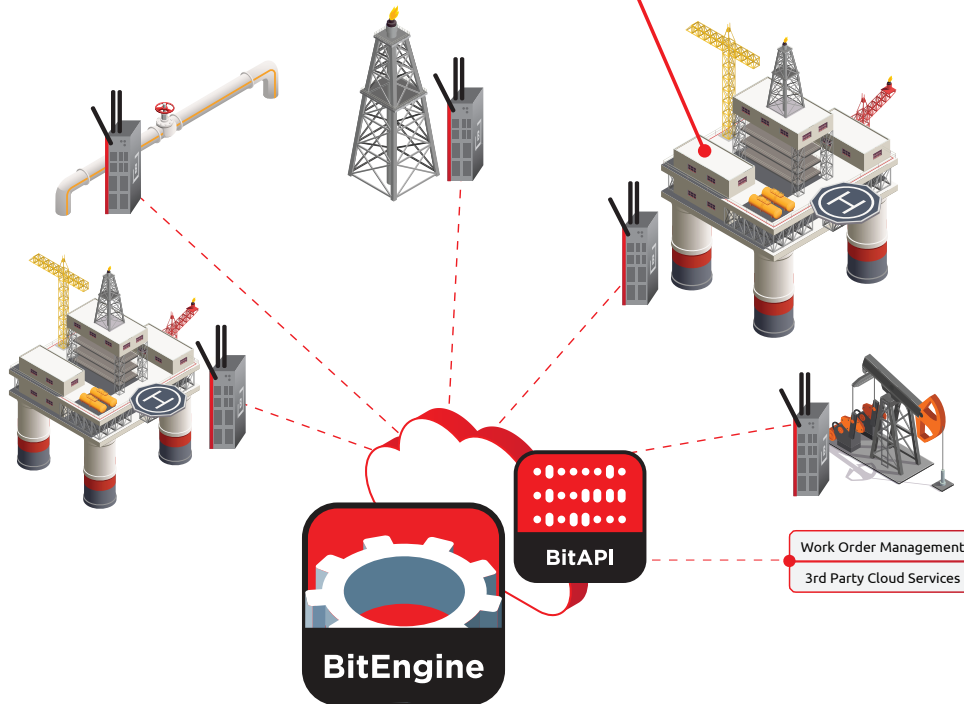 H
H
BitAPI
Work Order Management
3rd Party Cloud Services
BitEngine